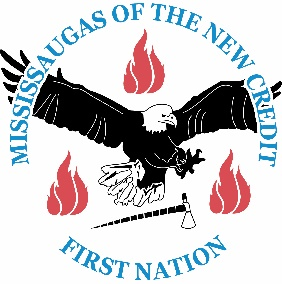 MISSISSAUGAS OF THE NEW CREDIT
FIRST NATION